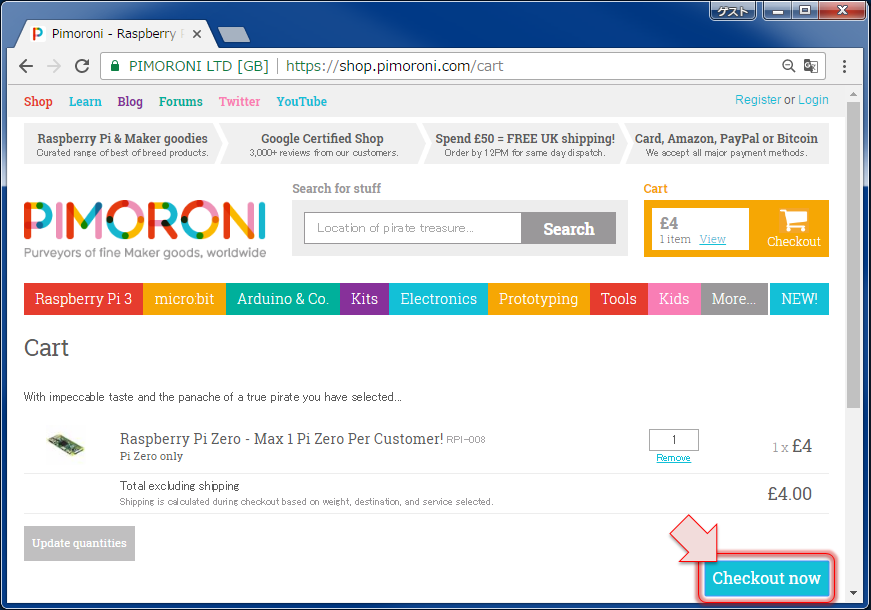 ゲスト
Pimoroni - Raspberry
PIMORONI LTD [GB] https://shop.pimoroni.com/cart
Shop Learn Blog Forums Twitter YouTube
Register or Login
Raspberry Pi & Maker goodies
Curated range of best of breed products.
Google Certified Shop
3,000+ reviews from our customers.
Spend £50 = FREE UK shipping!
Order by 12PM for same day dispatch.
Card, Amazon, PayPal or Bitcoin
We accept all major payment methods.
PIMORONI
Purveyors of fine Maker goods, worldwide
Search for stuff
Location of pirate treasure...
Search
Cart
£4
1 item View
Checkout
Raspberry Pi 3 micro:bit Arduino & Co. Kits Electronics Prototyping Tools Kids More... NEW!
Cart
With impeccable taste and the panache of a true pirate you have selected...
Raspberry Pi Zero - Max 1 Pi Zero Per Customer! RPI-008
Pi Zero only
1
Remove
1 x £4
Total excluding shipping
Shipping is calculated during checkout based on weight, destination, and service selected.
£4.00
Update quantities
Checkout now